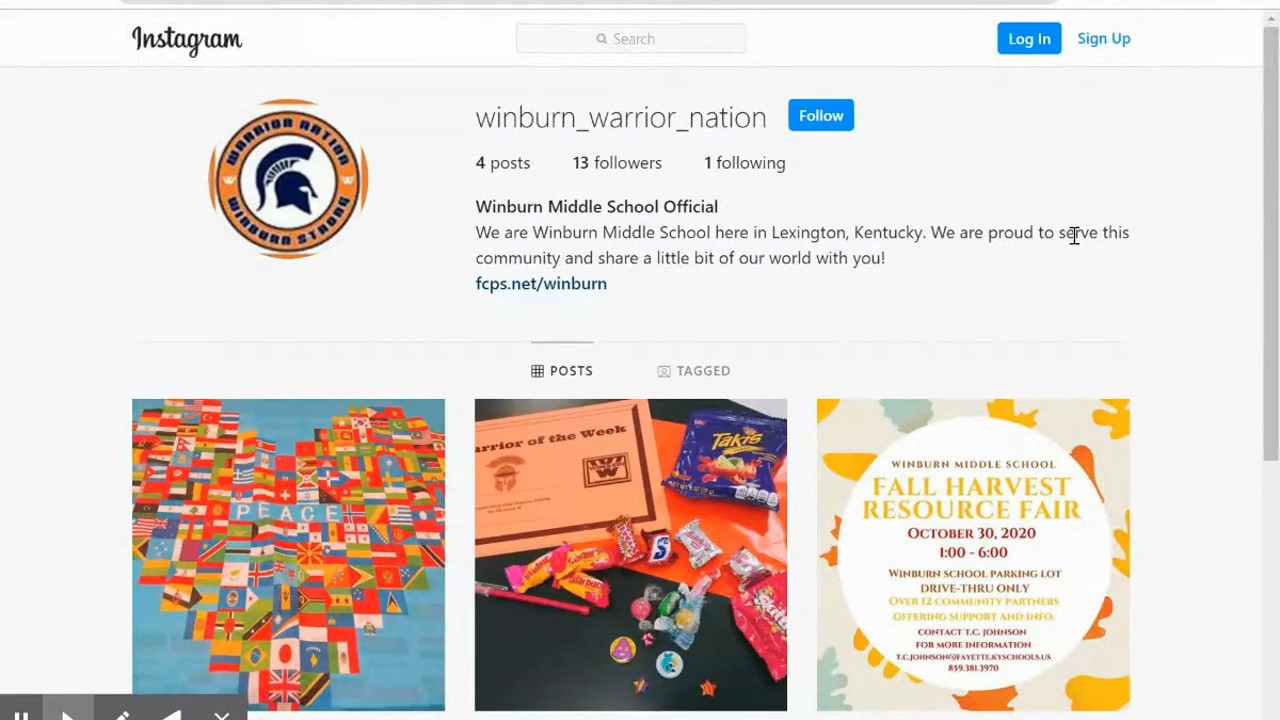 Instagram
Search
Log In
Sign Up
WARRIOR NATION
WINBURN STRONG
winburn_warrior_nation
Follow
4 posts 13 followers 1 following
Winburn Middle School Official
We are Winburn Middle School here in Lexington, Kentucky. We are proud to serve this
community and share a little bit of our world with you!
fcps.net/winburn
POSTS
TAGGED
PEACE
arrior of the Week
Takis
WINBURN MIDDLE SCHOOL
FALL HARVEST
RESOURCE FAIR
OCTOBER 30, 2020
1:00 - 6:00
WINBURN SCHOOL PARKING LOT
DRIVE-THRU ONLY
OVER 12 COMMUNITY PARTNERS
OFFERING SUPPORT AND INFO.
CONTACT T.C. JOHNSON
FOR MORE INFORMATION
T.C.JOHNSON@FAYETTE.KYSCHOOLS.US
859.381.3970